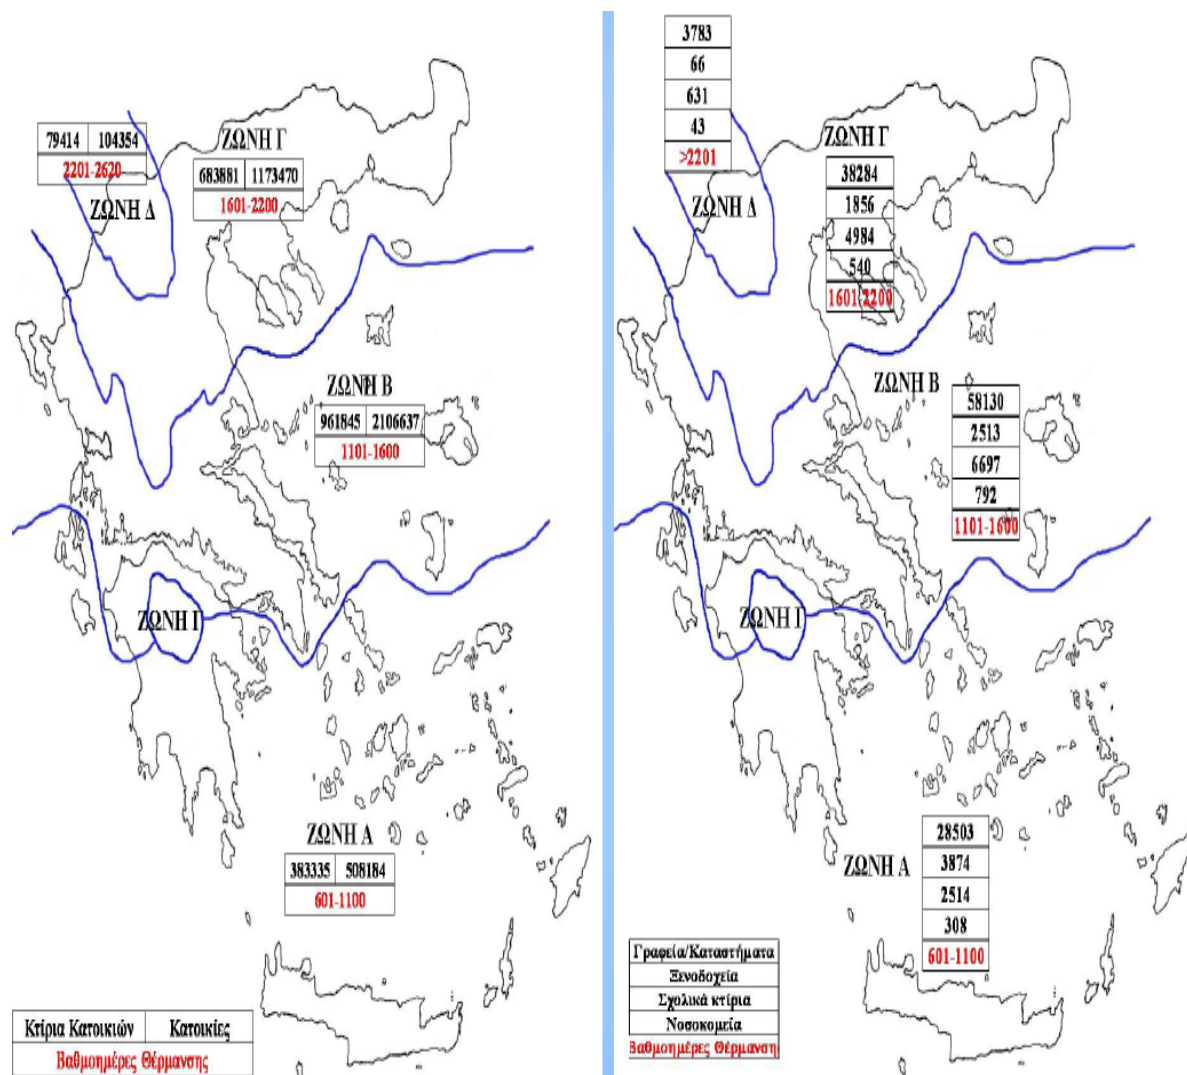 79414 104354
2201-2620
ΖΩΝΗ Δ
ΖΩΝΗ Γ
683881 1173470
1601-2200
ΖΩΝΗ Β
961845 2106637
1101-1600
ΖΩΝΗ Γ
ΖΩΝΗ Α
383335 508184
601-1100
Κτίρια Κατοικιών Κατοικίες
Βαθμοημέρες Θέρμανσης
3783
66
631
43
>2201
ΖΩΝΗ Δ
ΖΩΝΗ Γ
38284
1856
4984
540
1601-2200
ΖΩΝΗ Β
58130
2513
6697
792
1101-1600
ΖΩΝΗ Γ
ΖΩΝΗ Α
28503
3874
2514
308
601-1100
Γραφεία/Καταστήματα
Ξενοδοχεία
Σχολικά κτίρια
Νοσοκομεία
Βαθμοημέρες Θέρμανση